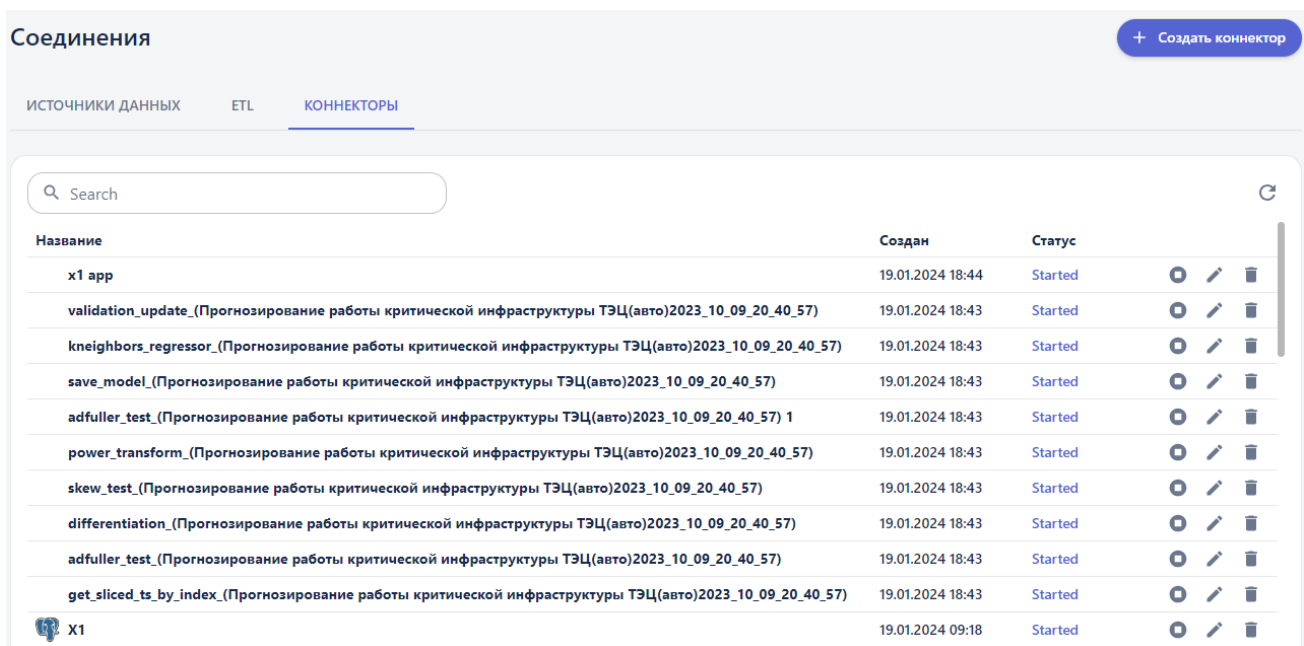 Соединения
+ Создать коннектор
ИСТОЧНИКИ ДАННЫХ ETL КОННЕКТОРЫ
Search
Название Создан Статус
x1 app 19.01.2024 18:44 Started
validation_update_(Прогнозирование работы критической инфраструктуры ТЭЦ(авто)2023_10_09_20_40_57) 19.01.2024 18:43 Started
kneighbors_regressor_(Прогнозирование работы критической инфраструктуры ТЭЦ(авто)2023_10_09_20_40_57) 19.01.2024 18:43 Started
save_model_(Прогнозирование работы критической инфраструктуры ТЭЦ(авто)2023_10_09_20_40_57) 19.01.2024 18:43 Started
adfuller_test_(Прогнозирование работы критической инфраструктуры ТЭЦ(авто)2023_10_09_20_40_57) 1 19.01.2024 18:43 Started
power_transform_(Прогнозирование работы критической инфраструктуры ТЭЦ(авто)2023_10_09_20_40_57) 19.01.2024 18:43 Started
skew_test_(Прогнозирование работы критической инфраструктуры ТЭЦ(авто)2023_10_09_20_40_57) 19.01.2024 18:43 Started
differentiation_(Прогнозирование работы критической инфраструктуры ТЭЦ(авто)2023_10_09_20_40_57) 19.01.2024 18:43 Started
adfuller_test_(Прогнозирование работы критической инфраструктуры ТЭЦ(авто)2023_10_09_20_40_57) 19.01.2024 18:43 Started
get_sliced_ts_by_index_(Прогнозирование работы критической инфраструктуры ТЭЦ(авто)2023_10_09_20_40_57) 19.01.2024 18:43 Started
X1 19.01.2024 09:18 Started